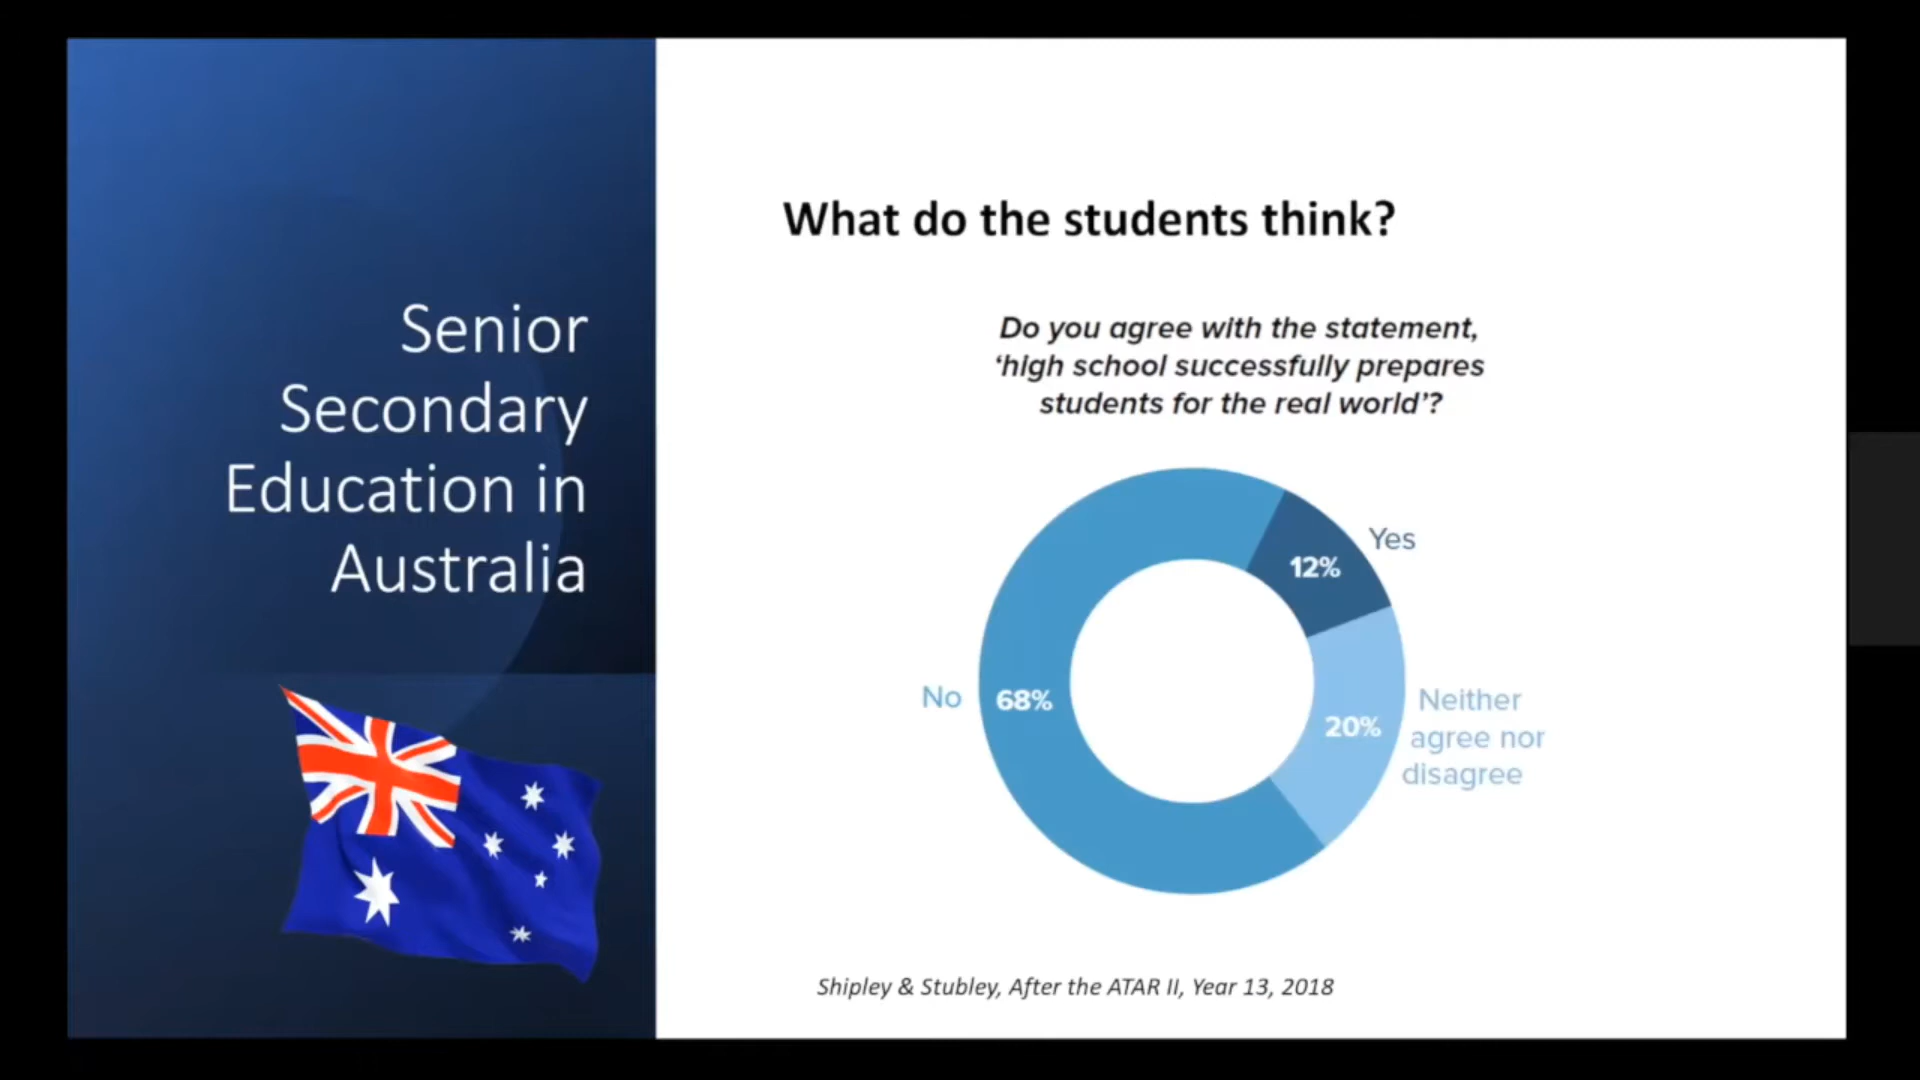 Senior
Secondary
Education in
Australia
What do the students think?
Do you agree with the statement,
‘high school successfully prepares
students for the real world’?
Yes
12%
No
68%
Neither
agree nor
disagree
20%
Shipley & Stubley, After the ATAR II, Year 13, 2018